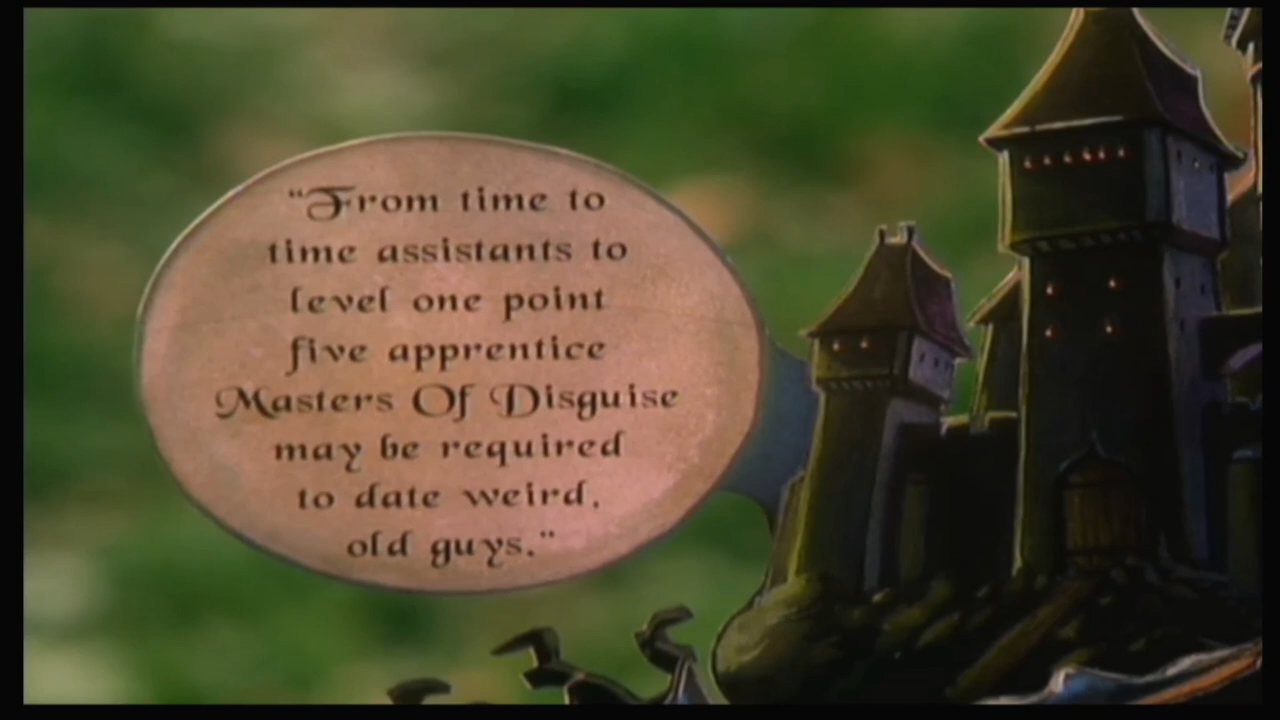 "From time to
time assistants to
level one point
five apprentice
Masters Of Disguise
may be required
to date weird,
old guys."